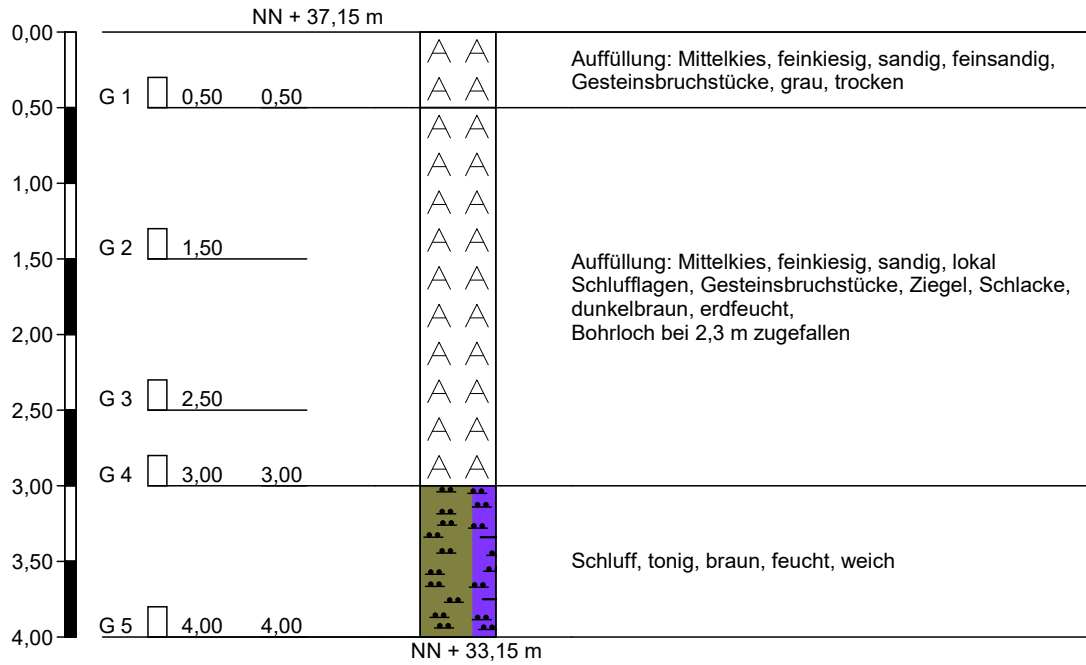 NN + 37,15 m
0,00
Auffüllung: Mittelkies, feinkiesig, sandig, feinsandig,
Gesteinsbruchstücke, grau, trocken
G 1 0,50 0,50
0,50
1,00
G 2 1,50
1,50
Auffüllung: Mittelkies, feinkiesig, sandig, lokal
Schlufflagen, Gesteinsbruchstücke, Ziegel, Schlacke,
dunkelbraun, erdfeucht,
Bohrloch bei 2,3 m zugefallen
2,00
G 3 2,50
2,50
G 4 3,00 3,00
3,00
3,50
Schluff, tonig, braun, feucht, weich
G 5 4,00 4,00
4,00
NN + 33,15 m